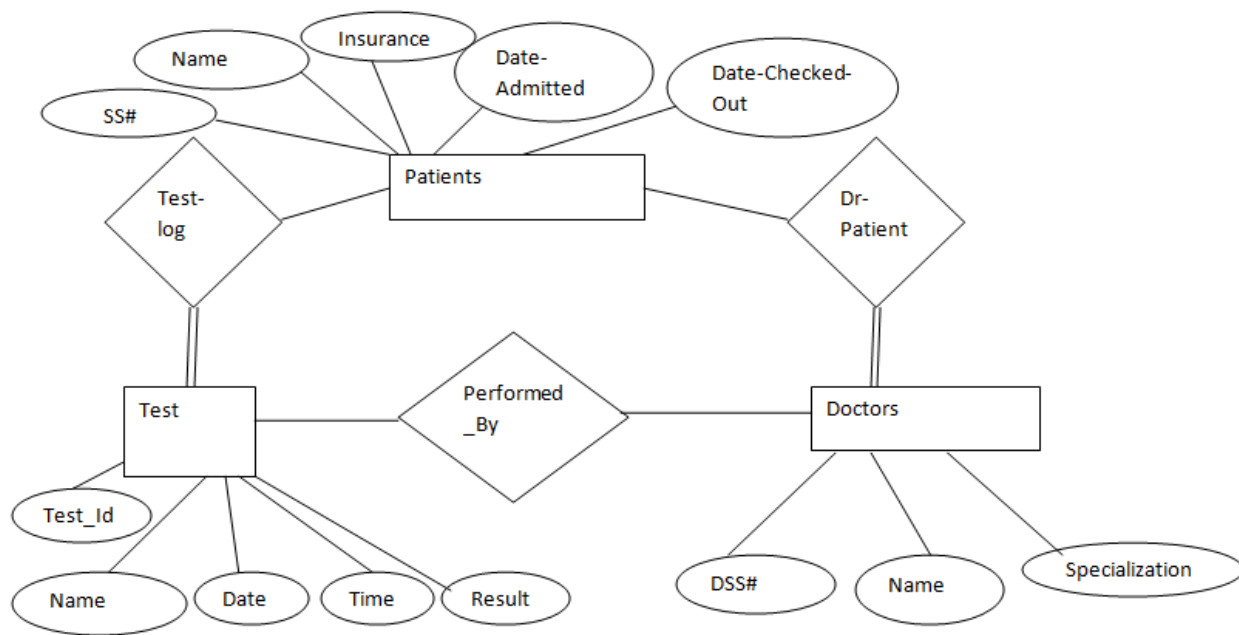 Insurance
Name
Date-
Admitted
Date-Checked-
Out
SS#
Patients
Test-
log
Dr-
Patient
Performed
_By
Test
Doctors
Test_Id
Name
Date
Time
Result
DSS#
Name
Specialization